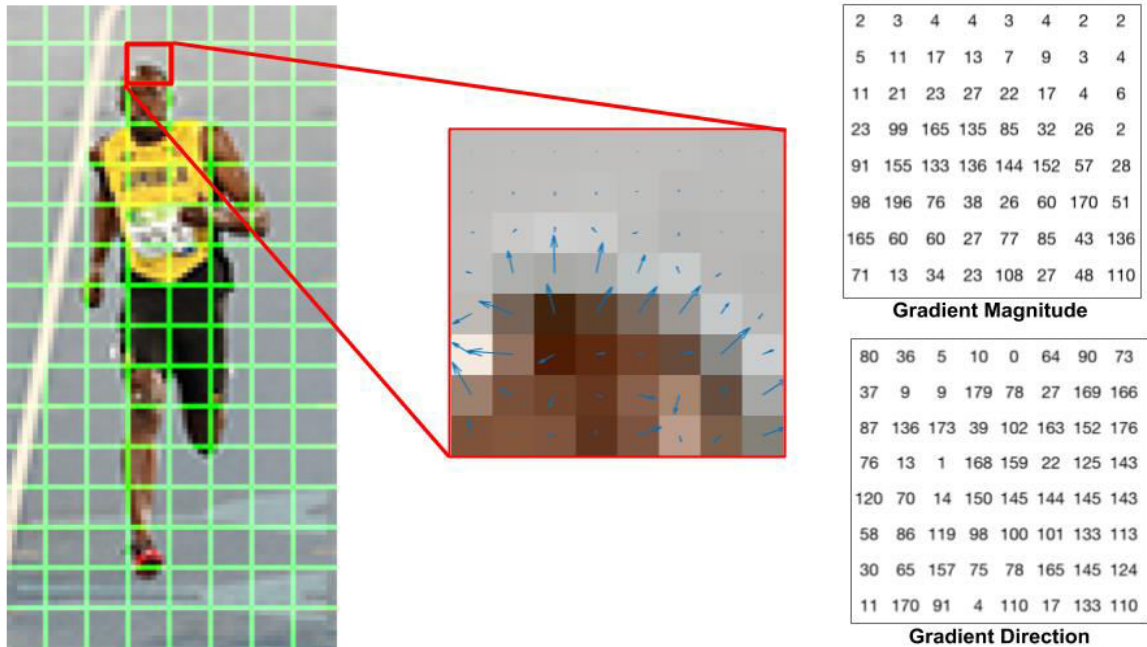 2 3 4 4 3 4 2 2
5 11 17 13 7 9 3 4
11 21 23 27 22 17 4 6
23 99 165 135 85 32 26 2
91 155 133 136 144 152 57 28
98 196 76 38 26 60 170 51
165 60 60 27 77 85 43 136
71 13 34 23 108 27 48 110
Gradient Magnitude
80 36 5 10 0 64 90 73
37 9 9 179 78 27 169 166
87 136 173 39 102 163 152 176
76 13 1 168 159 22 125 143
120 70 14 150 145 144 145 143
58 86 119 98 100 101 133 113
30 65 157 75 78 165 145 124
11 170 91 4 110 17 133 110
Gradient Direction